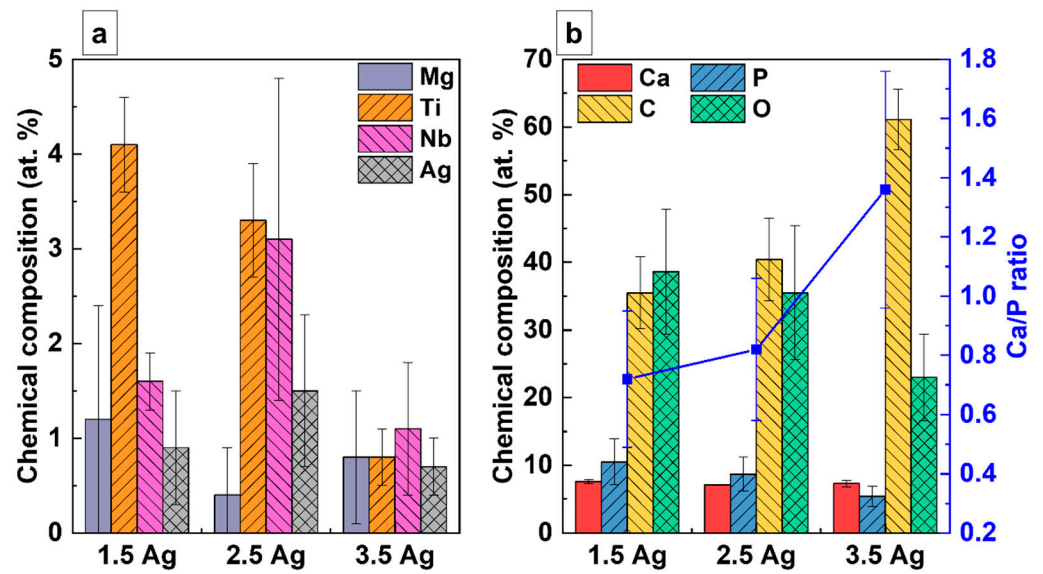 a
Chemical composition (at. %)
5
4
3
2
1
0
Mg
Ti
Nb
Ag
1.5 Ag 2.5 Ag 3.5 Ag
b
Chemical composition (at. %)
70
60
50
40
30
20
10
0
Ca P
C O
1.5 Ag 2.5 Ag 3.5 Ag
1.8
1.6
1.4
1.2
1.0
0.8
0.6
0.4
0.2
Ca/P ratio